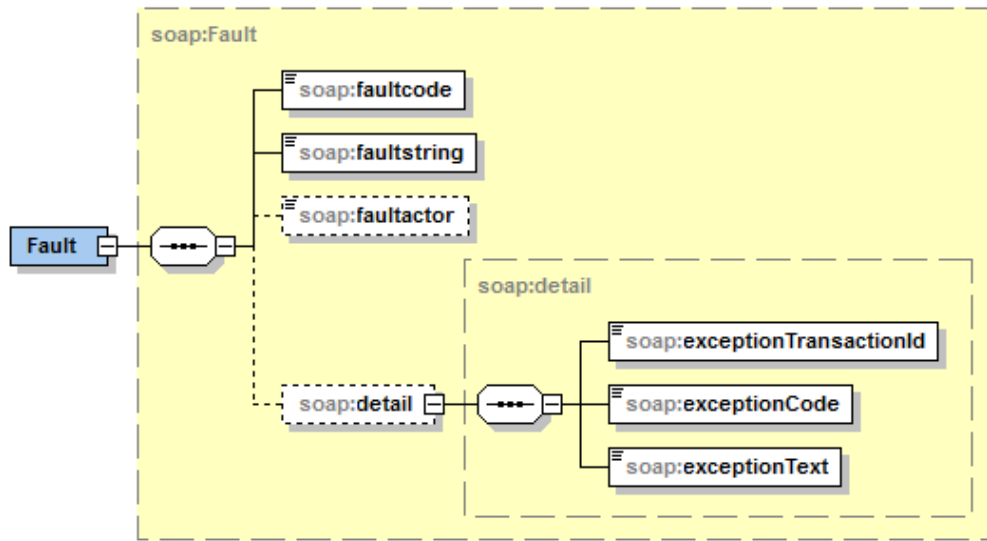 soap:Fault
soap:faultcode
soap:faultstring
soap:faultactor
Fault
soap:detail
soap:exceptionTransactionId
soap:detail
soap:exceptionCode
soap:exceptionText